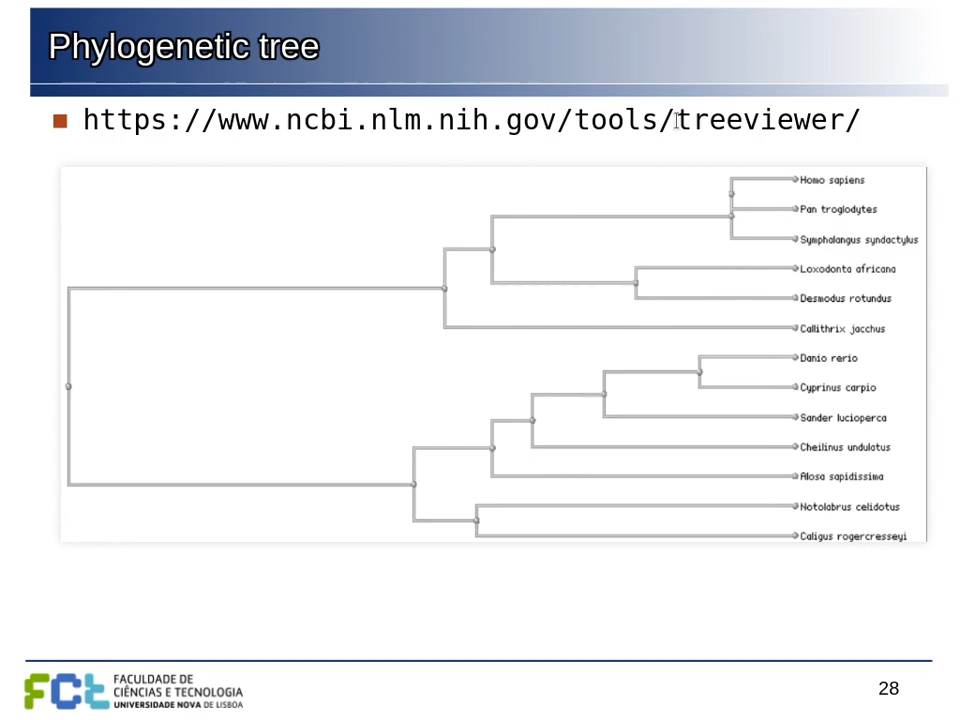 Phylogenetic tree
https://www.ncbi.nlm.nih.gov/tools/treeviewer/
Homo sapiens
Pan troglodytes
Symphalangus syndactylus
Loxodonta africana
Desmodus rotundus
Callithrix jacchus
Danio rerio
Cyprinus carpio
Sander lucioperca
Cheilinus undulatus
Alosa sapidissima
Notolabrus celidotus
Caligus rogercresseyi
FCt
FACULDADE DE
CIÊNCIAS E TECNOLOGIA
UNIVERSIDADE NOVA DE LISBOA
28